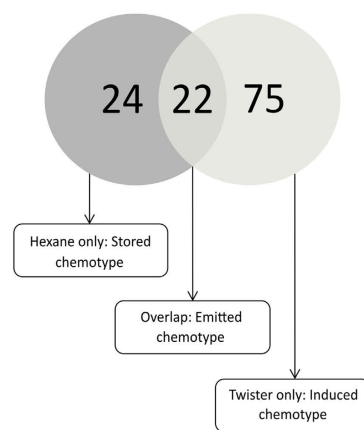 24 22 75
Hexane only: Stored
chemotype
Overlap: Emitted
chemotype
Twister only: Induced
chemotype